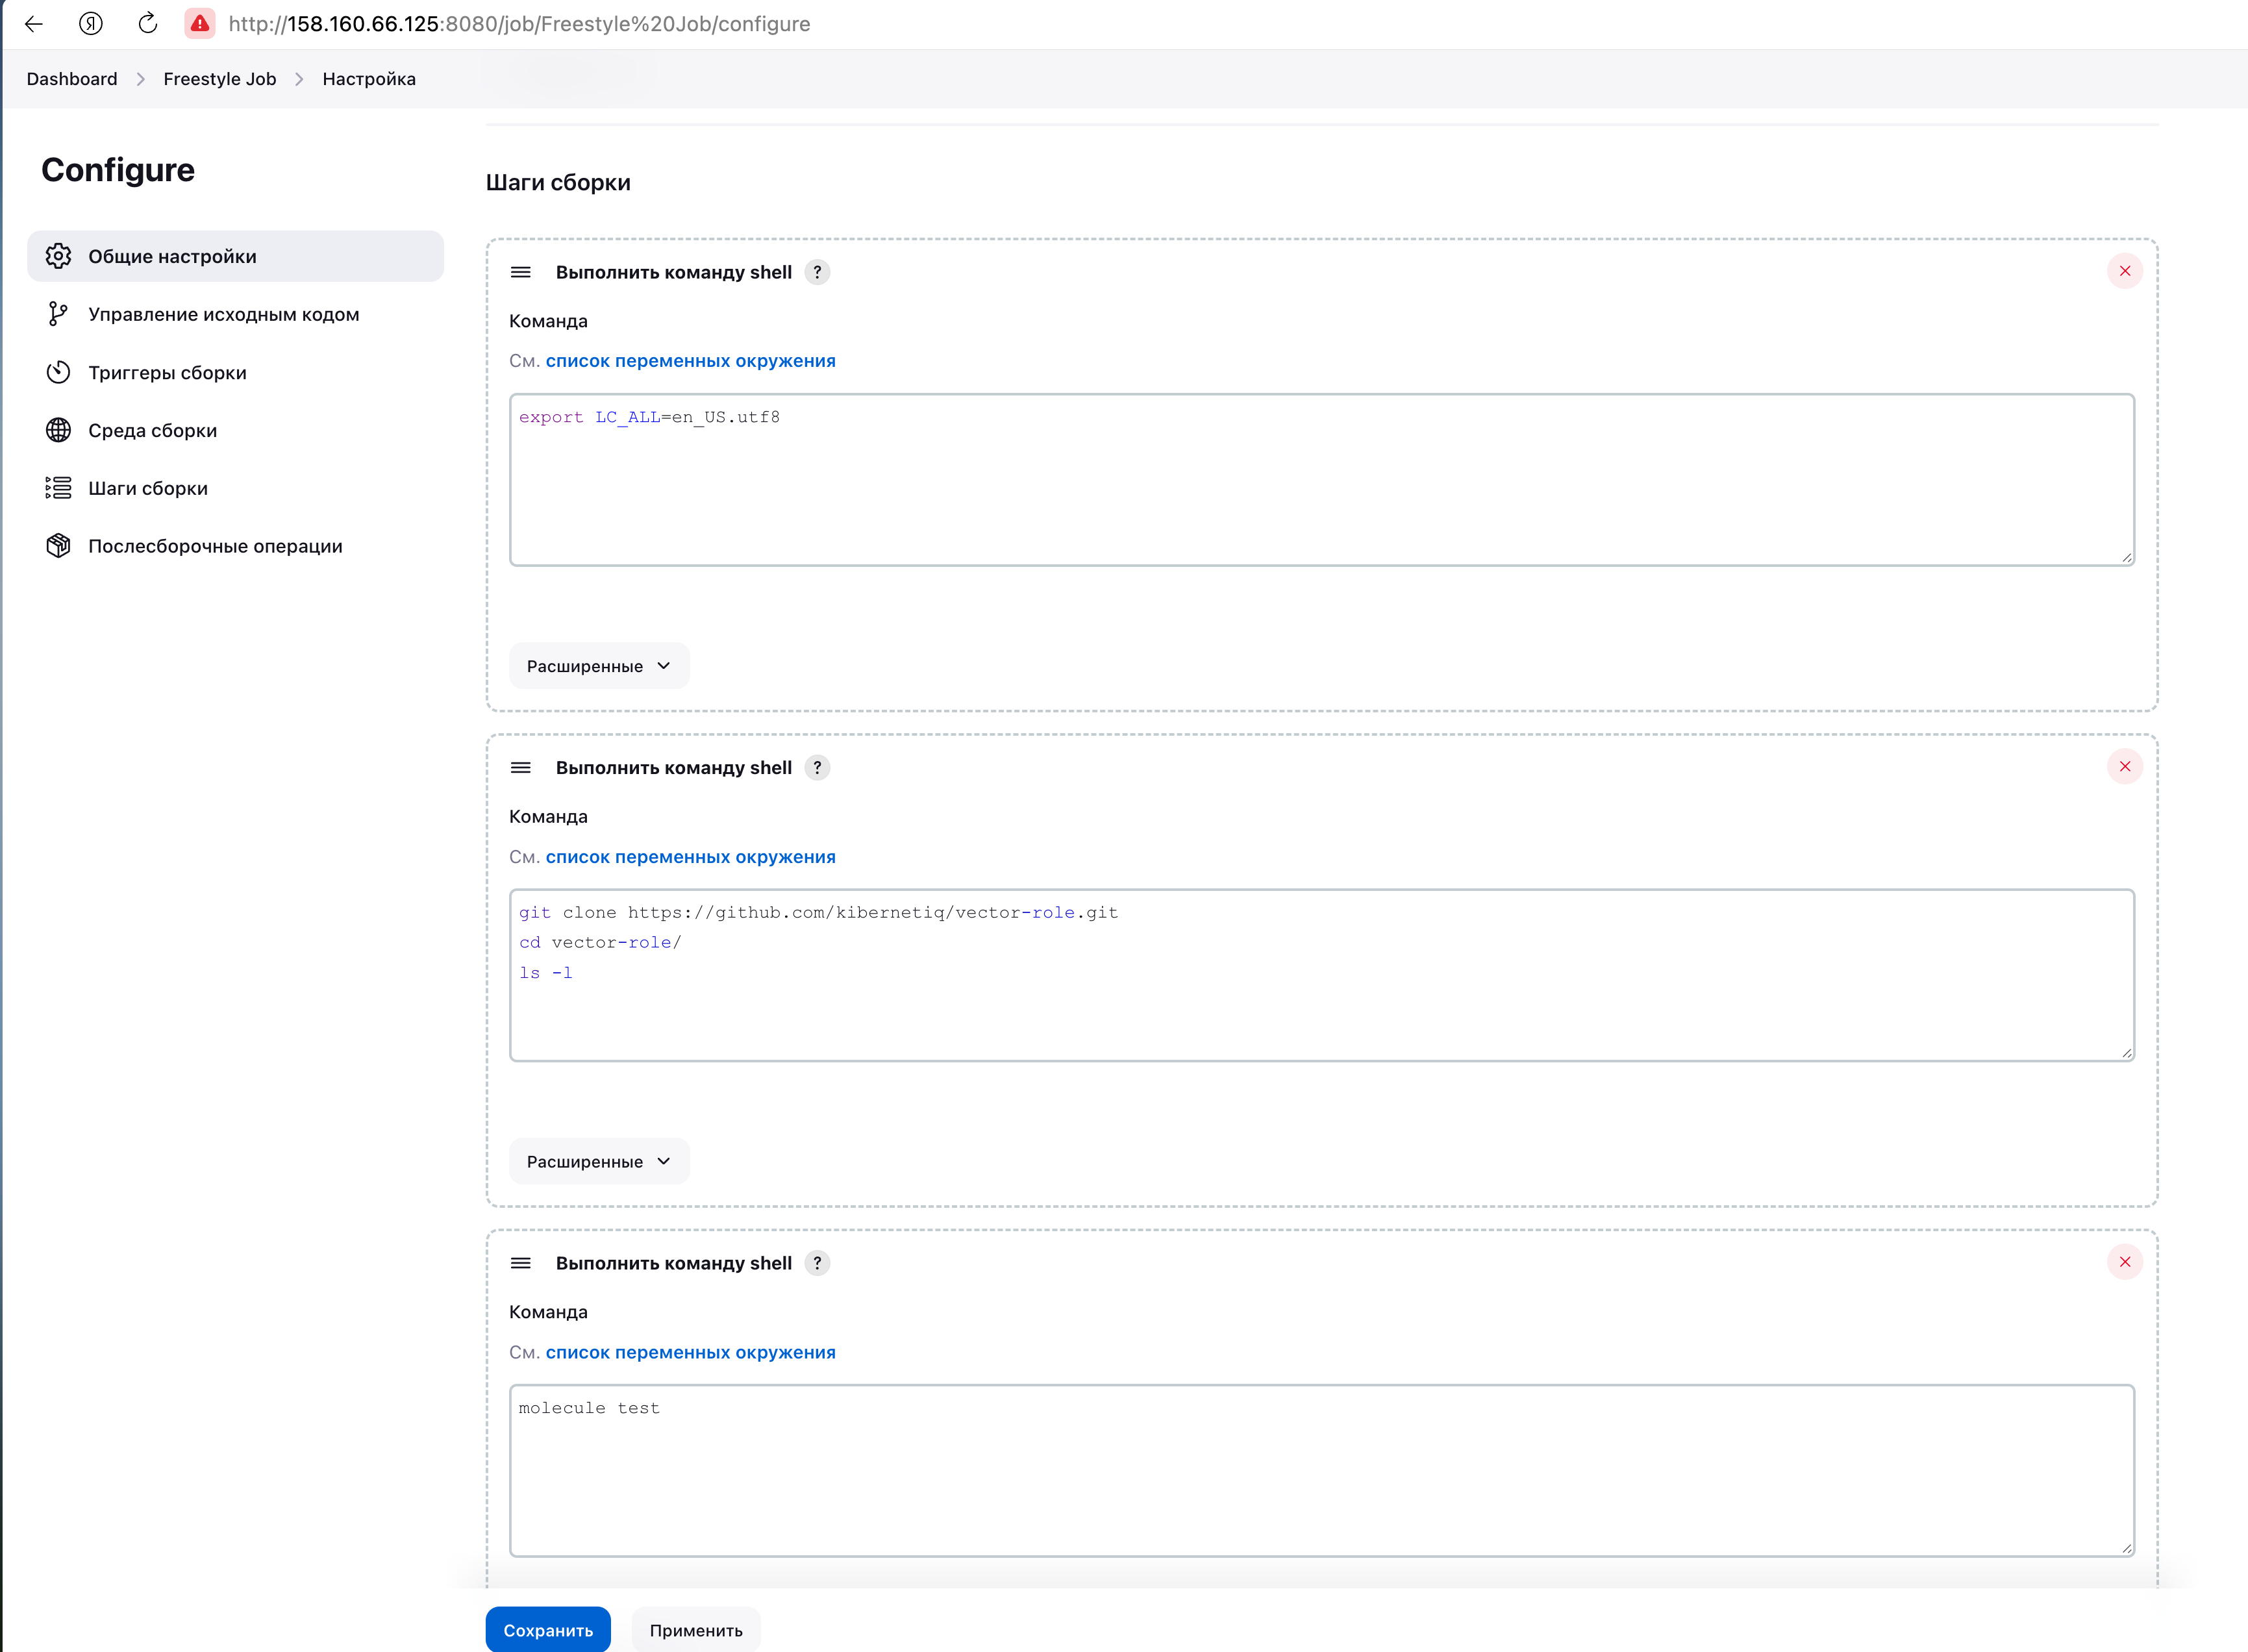 http://158.160.66.125:8080/job/Freestyle%20Job/configure
Dashboard > Freestyle Job > Настройка
Configure
Общие настройки
Управление исходным кодом
Триггеры сборки
Среда сборки
Шаги сборки
Послесборочные операции
Шаги сборки
Выполнить команду shell ?
Команда
См. список переменных окружения
export LC_ALL=en_US.utf8
Расширенные
Выполнить команду shell ?
Команда
См. список переменных окружения
git clone https://github.com/kibernetiq/vector-role.git
cd vector-role/
ls -l
Расширенные
Выполнить команду shell ?
Команда
См. список переменных окружения
molecule test
Сохранить
Применить